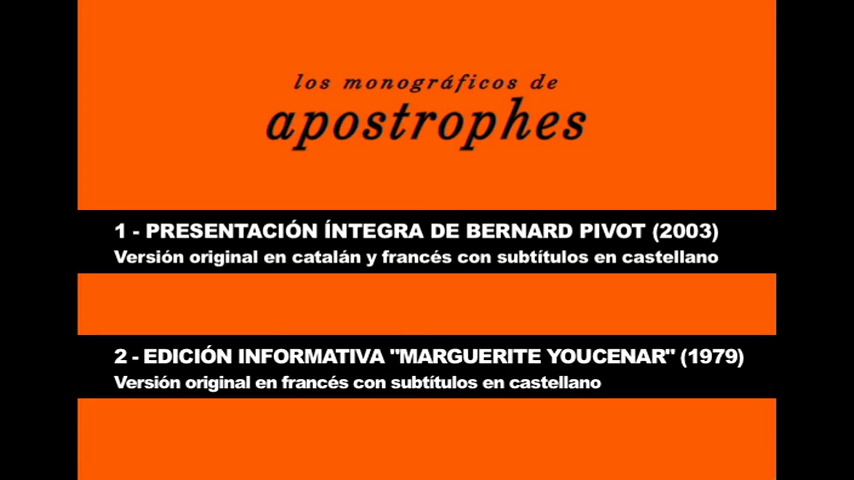 los monográficos de
apostrophes
1 - PRESENTACIÓN ÍNTEGRA DE BERNARD PIVOT (2003)
Versión original en catalán y francés con subtítulos en castellano
2 - EDICIÓN INFORMATIVA "MARGUERITE YOUCENAR" (1979)
Versión original en francés con subtítulos en castellano